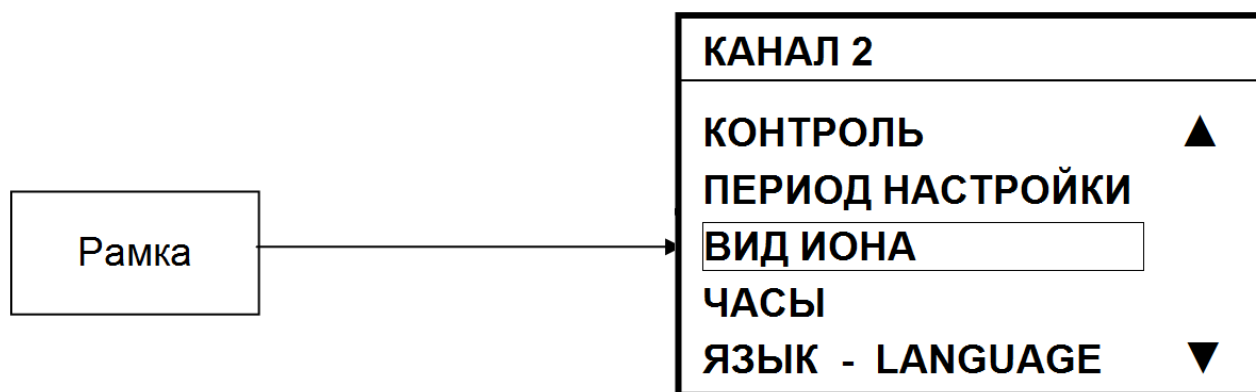 КАНАЛ 2
КОНТРОЛЬ ▲
ПЕРИОД НАСТРОЙКИ
Рамка
ВИД ИОНА
ЧАСЫ
ЯЗЫК - LANGUAGE ▼